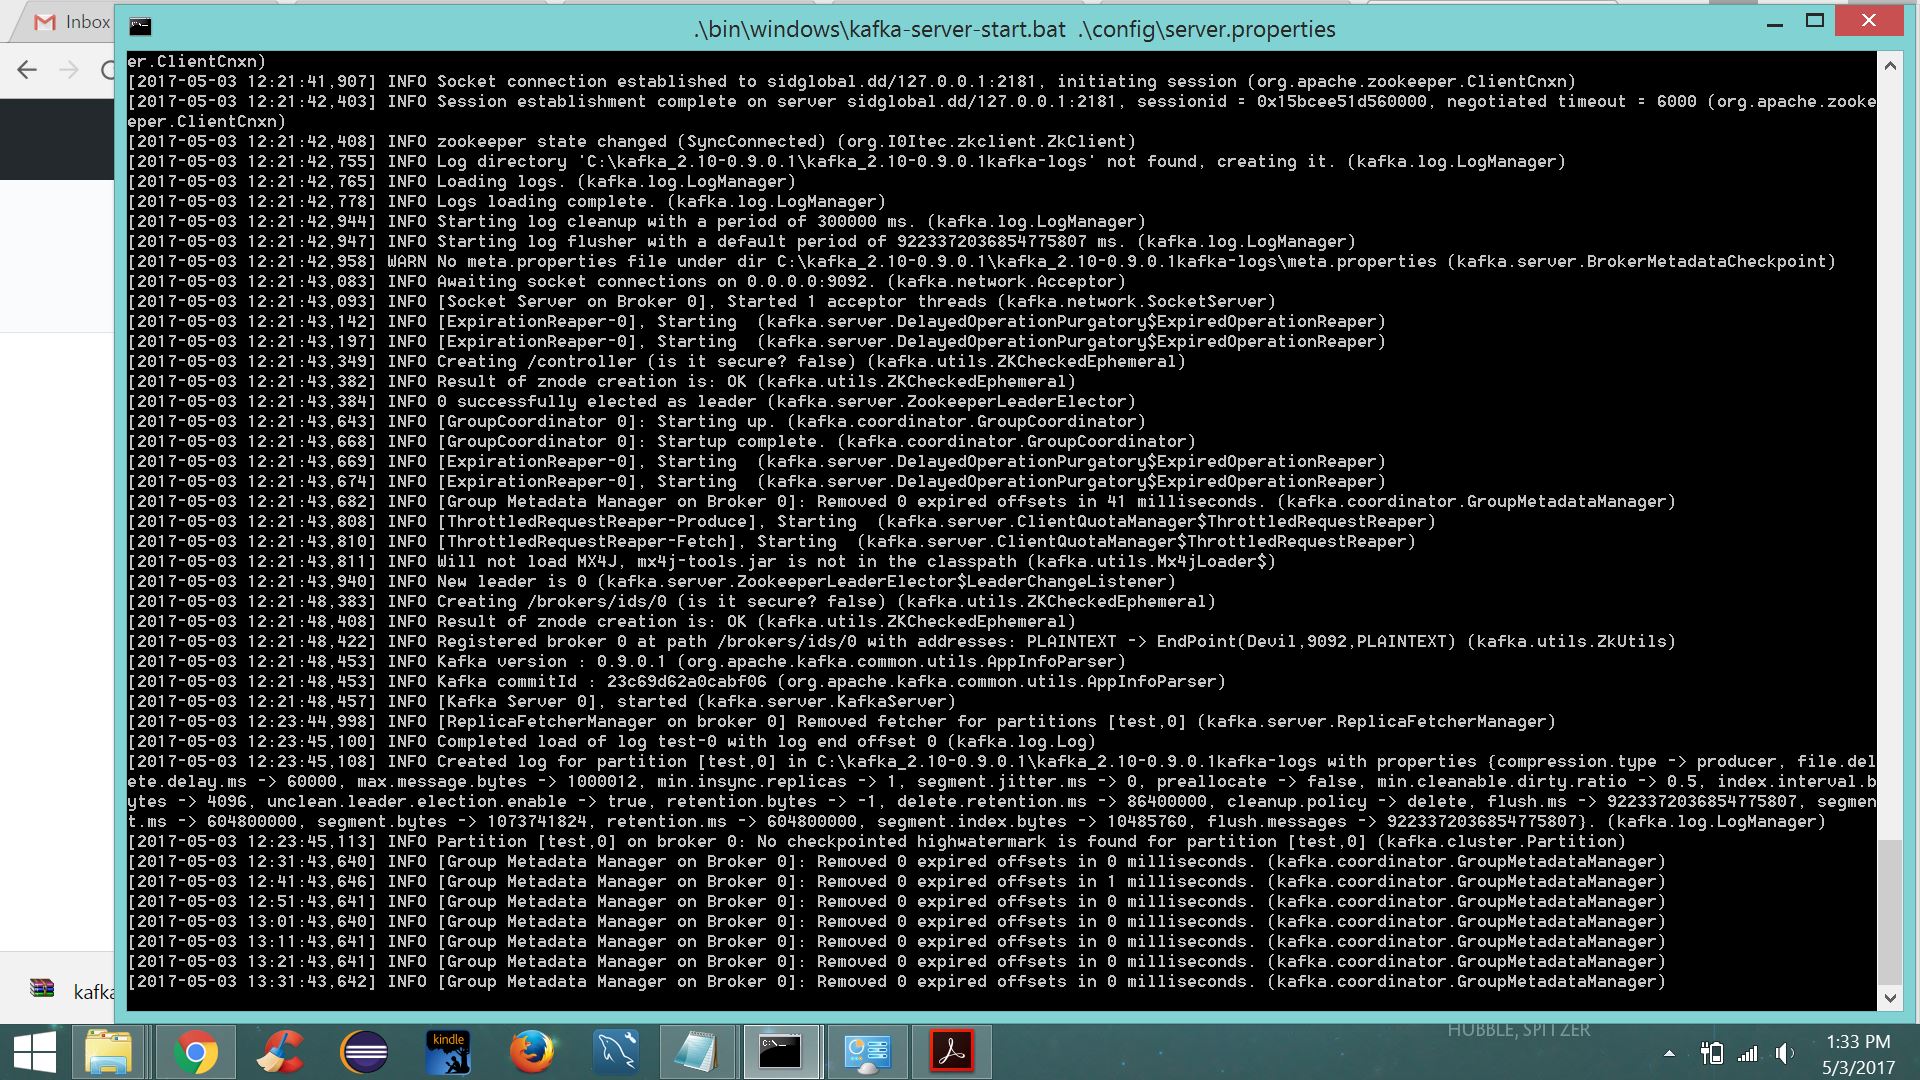 Inbox
.\bin\windows\kafka-server-start.bat .\config\server.properties
er.ClientCnxn)
[2017-05-03 12:21:41,907] INFO Socket connection established to sidglobal.dd/127.0.0.1:2181, initiating session (org.apache.zookeeper.ClientCnxn)
[2017-05-03 12:21:42,403] INFO Session establishment complete on server sidglobal.dd/127.0.0.1:2181, sessionid = 0x15bcee51d560000, negotiated timeout = 6000 (org.apache.zooke
eper.ClientCnxn)
[2017-05-03 12:21:42,408] INFO zookeeper state changed (SyncConnected) (org.I0Itec.zkclient.ZkClient)
[2017-05-03 12:21:42,755] INFO Log directory 'C:\kafka_2.10-0.9.0.1\kafka_2.10-0.9.0.1kafka-logs' not found, creating it. (kafka.log.LogManager)
[2017-05-03 12:21:42,765] INFO Loading logs. (kafka.log.LogManager)
[2017-05-03 12:21:42,778] INFO Logs loading complete. (kafka.log.LogManager)
[2017-05-03 12:21:42,944] INFO Starting log cleanup with a period of 300000 ms. (kafka.log.LogManager)
[2017-05-03 12:21:42,947] INFO Starting log flusher with a default period of 9223372036854775807 ms. (kafka.log.LogManager)
[2017-05-03 12:21:42,958] WARN No meta.properties file under dir C:\kafka_2.10-0.9.0.1\kafka_2.10-0.9.0.1kafka-logs\meta.properties (kafka.server.BrokerMetadataCheckpoint)
[2017-05-03 12:21:43,083] INFO Awaiting socket connections on 0.0.0.0:9092. (kafka.network.Acceptor)
[2017-05-03 12:21:43,093] INFO [Socket Server on Broker 0], Started 1 acceptor threads (kafka.network.SocketServer)
[2017-05-03 12:21:43,142] INFO [ExpirationReaper-0], Starting  (kafka.server.DelayedOperationPurgatory$ExpiredOperationReaper)
[2017-05-03 12:21:43,197] INFO [ExpirationReaper-0], Starting  (kafka.server.DelayedOperationPurgatory$ExpiredOperationReaper)
[2017-05-03 12:21:43,349] INFO Creating /controller (is it secure? false) (kafka.utils.ZKCheckedEphemeral)
[2017-05-03 12:21:43,382] INFO Result of znode creation is: OK (kafka.utils.ZKCheckedEphemeral)
[2017-05-03 12:21:43,384] INFO 0 successfully elected as leader (kafka.server.ZookeeperLeaderElector)
[2017-05-03 12:21:43,643] INFO [GroupCoordinator 0]: Starting up. (kafka.coordinator.GroupCoordinator)
[2017-05-03 12:21:43,668] INFO [GroupCoordinator 0]: Startup complete. (kafka.coordinator.GroupCoordinator)
[2017-05-03 12:21:43,669] INFO [ExpirationReaper-0], Starting  (kafka.server.DelayedOperationPurgatory$ExpiredOperationReaper)
[2017-05-03 12:21:43,674] INFO [ExpirationReaper-0], Starting  (kafka.server.DelayedOperationPurgatory$ExpiredOperationReaper)
[2017-05-03 12:21:43,682] INFO [Group Metadata Manager on Broker 0]: Removed 0 expired offsets in 41 milliseconds. (kafka.coordinator.GroupMetadataManager)
[2017-05-03 12:21:43,808] INFO [ThrottledRequestReaper-Produce], Starting  (kafka.server.ClientQuotaManager$ThrottledRequestReaper)
[2017-05-03 12:21:43,810] INFO [ThrottledRequestReaper-Fetch], Starting  (kafka.server.ClientQuotaManager$ThrottledRequestReaper)
[2017-05-03 12:21:43,811] INFO Will not load MX4J, mx4j-tools.jar is not in the classpath (kafka.utils.Mx4jLoader$)
[2017-05-03 12:21:43,940] INFO New leader is 0 (kafka.server.ZookeeperLeaderElector$LeaderChangeListener)
[2017-05-03 12:21:48,383] INFO Creating /brokers/ids/0 (is it secure? false) (kafka.utils.ZKCheckedEphemeral)
[2017-05-03 12:21:48,408] INFO Result of znode creation is: OK (kafka.utils.ZKCheckedEphemeral)
[2017-05-03 12:21:48,422] INFO Registered broker 0 at path /brokers/ids/0 with addresses: PLAINTEXT -> EndPoint(Devil,9092,PLAINTEXT) (kafka.utils.ZkUtils)
[2017-05-03 12:21:48,453] INFO Kafka version : 0.9.0.1 (org.apache.kafka.common.utils.AppInfoParser)
[2017-05-03 12:21:48,453] INFO Kafka commitId : 23c69d62a0cabf06 (org.apache.kafka.common.utils.AppInfoParser)
[2017-05-03 12:21:48,457] INFO [Kafka Server 0], started (kafka.server.KafkaServer)
[2017-05-03 12:23:44,998] INFO [ReplicaFetcherManager on broker 0] Removed fetcher for partitions [test,0] (kafka.server.ReplicaFetcherManager)
[2017-05-03 12:23:45,100] INFO Completed load of log test-0 with log end offset 0 (kafka.log.Log)
[2017-05-03 12:23:45,108] INFO Created log for partition [test,0] in C:\kafka_2.10-0.9.0.1\kafka_2.10-0.9.0.1kafka-logs with properties {compression.type -> producer, file.del
ete.delay.ms -> 60000, max.message.bytes -> 1000012, min.insync.replicas -> 1, segment.jitter.ms -> 0, preallocate -> false, min.cleanable.dirty.ratio -> 0.5, index.interval.b
ytes -> 4096, unclean.leader.election.enable -> true, retention.bytes -> -1, delete.retention.ms -> 86400000, cleanup.policy -> delete, flush.ms -> 9223372036854775807, segmen
t.ms -> 604800000, segment.bytes -> 1073741824, retention.ms -> 604800000, segment.index.bytes -> 10485760, flush.messages -> 9223372036854775807}. (kafka.log.LogManager)
[2017-05-03 12:23:45,113] INFO Partition [test,0] on broker 0: No checkpointed highwatermark is found for partition [test,0] (kafka.cluster.Partition)
[2017-05-03 12:31:43,640] INFO [Group Metadata Manager on Broker 0]: Removed 0 expired offsets in 0 milliseconds. (kafka.coordinator.GroupMetadataManager)
[2017-05-03 12:41:43,646] INFO [Group Metadata Manager on Broker 0]: Removed 0 expired offsets in 1 milliseconds. (kafka.coordinator.GroupMetadataManager)
[2017-05-03 12:51:43,641] INFO [Group Metadata Manager on Broker 0]: Removed 0 expired offsets in 0 milliseconds. (kafka.coordinator.GroupMetadataManager)
[2017-05-03 13:01:43,640] INFO [Group Metadata Manager on Broker 0]: Removed 0 expired offsets in 0 milliseconds. (kafka.coordinator.GroupMetadataManager)
[2017-05-03 13:11:43,641] INFO [Group Metadata Manager on Broker 0]: Removed 0 expired offsets in 0 milliseconds. (kafka.coordinator.GroupMetadataManager)
[2017-05-03 13:21:43,641] INFO [Group Metadata Manager on Broker 0]: Removed 0 expired offsets in 0 milliseconds. (kafka.coordinator.GroupMetadataManager)
[2017-05-03 13:31:43,642] INFO [Group Metadata Manager on Broker 0]: Removed 0 expired offsets in 0 milliseconds. (kafka.coordinator.GroupMetadataManager)
kafka
HUBBLE, SPITZER
kindle
C:\_
1:33 PM
5/3/2017